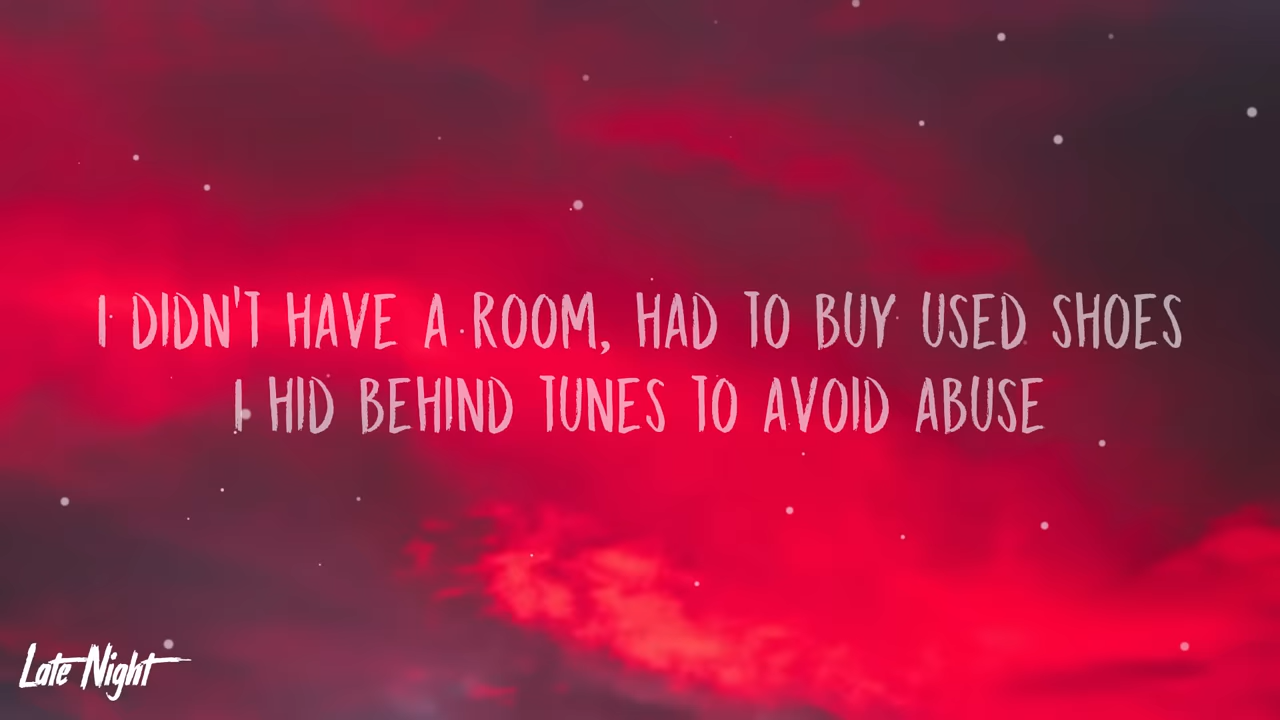 I DIDN'T HAVE A ROOM, HAD TO BUY USED SHOES
I HID BEHIND TUNES TO AVOID ABUSE
Late Night